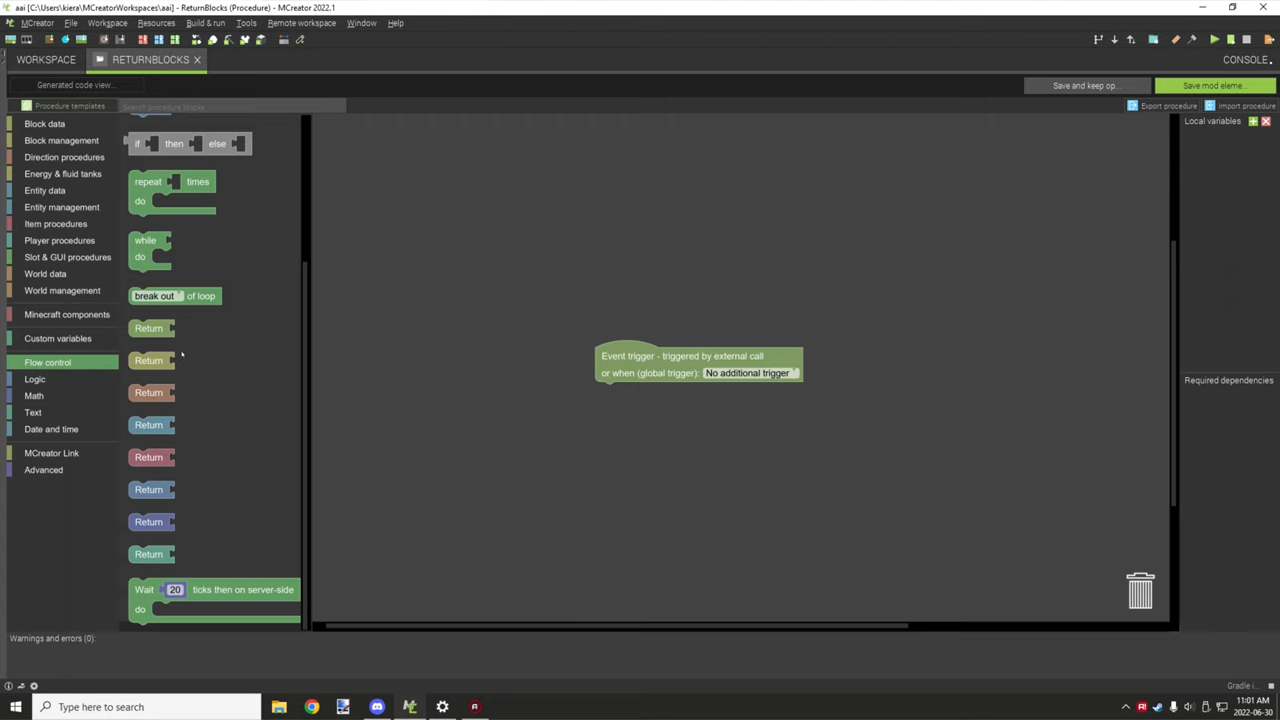 aai [C:\Users\kiera\MCreatorWorkspaces\aai] - ReturnBlocks (Procedure) - MCreator 2022.1
MCreator File Workspace Resources Build & run Tools Remote workspace Window Help
WORKSPACE RETURNBLOCKS CONSOLE
Generated code view... Save and keep op... Save mod eleme...
Procedure templates Search procedure blocks Export procedure Import procedure
Local variables
Block data
Block management
Direction procedures
Energy & fluid tanks
Entity data
Entity management
Item procedures
Player procedures
Slot & GUI procedures
World data
World management
Minecraft components
Custom variables
Flow control
Logic
Math
Text
Date and time
MCreator Link
Advanced
if then else
repeat times
do
while
do
break out of loop
Return
Return
Return
Return
Return
Return
Return
Return
Wait 20 ticks then on server-side
do
Event trigger - triggered by external call
or when (global trigger): No additional trigger
Required dependencies
Warnings and errors (0):
Gradle i...
Type here to search
11:01 AM
2022-06-30